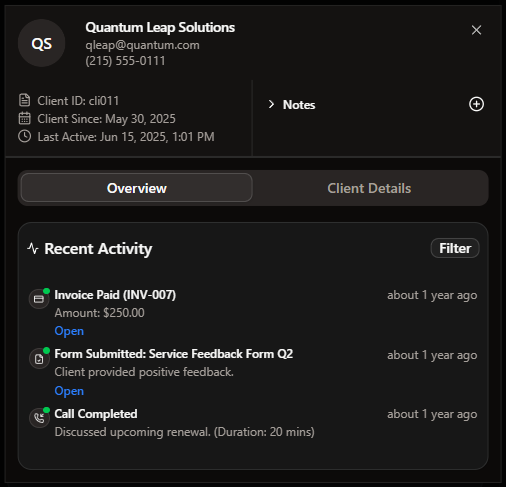 QS
Quantum Leap Solutions
qleap@quantum.com
(215) 555-0111
Client ID: cli011
Client Since: May 30, 2025
Last Active: Jun 15, 2025, 1:01 PM
Notes
Overview
Client Details
Recent Activity
Filter
Invoice Paid (INV-007)
about 1 year ago
Amount: $250.00
Open
Form Submitted: Service Feedback Form Q2
about 1 year ago
Client provided positive feedback.
Open
Call Completed
about 1 year ago
Discussed upcoming renewal. (Duration: 20 mins)